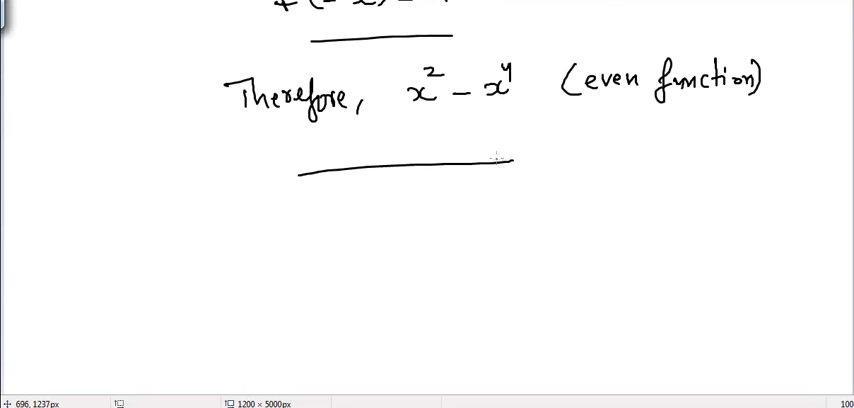 Therefore, x² - x⁴ (even function)
696, 1237px 1200 × 5000px 100